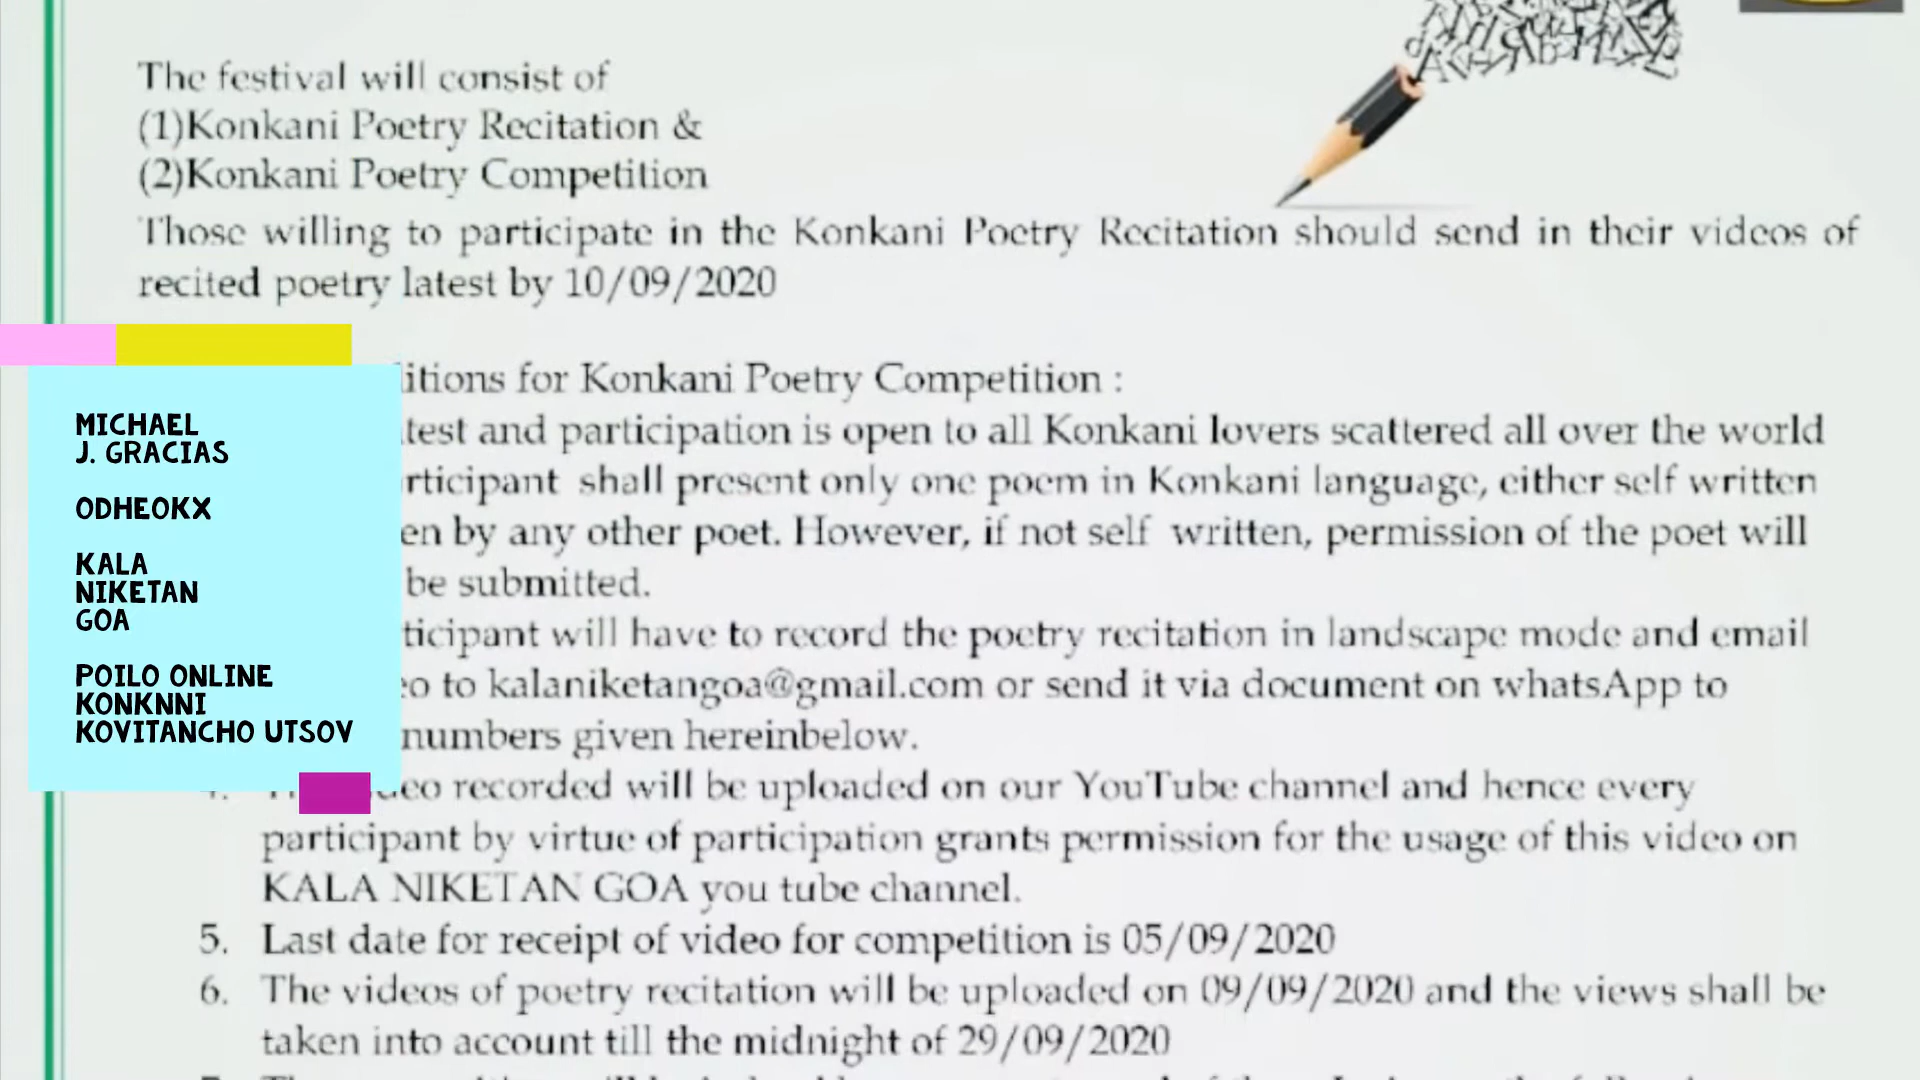 The festival will consist of
(1)Konkani Poetry Recitation &
(2)Konkani Poetry Competition
Those willing to participate in the Konkani Poetry Recitation should send in their videos of
recited poetry latest by 10/09/2020
itions for Konkani Poetry Competition :
test and participation is open to all Konkani lovers scattered all over the world
rticipant shall present only one poem in Konkani language, either self written
en by any other poet. However, if not self written, permission of the poet will
be submitted.
ticipant will have to record the poetry recitation in landscape mode and email
eo to kalaniketangoa@gmail.com or send it via document on whatsApp to
numbers given hereinbelow.
deo recorded will be uploaded on our YouTube channel and hence every
participant by virtue of participation grants permission for the usage of this video on
KALA NIKETAN GOA you tube channel.
5. Last date for receipt of video for competition is 05/09/2020
6. The videos of poetry recitation will be uploaded on 09/09/2020 and the views shall be
taken into account till the midnight of 29/09/2020
MICHAEL
J. GRACIAS
ODHEOKX
KALA
NIKETAN
GOA
POILO ONLINE
KONKNNI
KOVITANCHO UTSOV